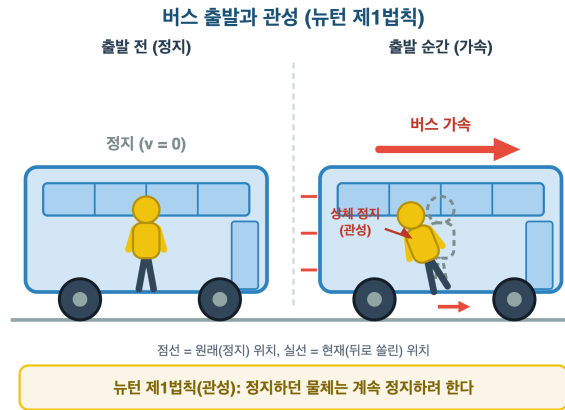 버스 출발과 관성 (뉴턴 제1법칙)
출발 전 (정지)
출발 순간 (가속)
버스 가속
정지 (v = 0)
상체 정지
(관성)
점선 = 원래(정지) 위치, 실선 = 현재(뒤로 쏠린) 위치
뉴턴 제1법칙(관성): 정지하던 물체는 계속 정지하려 한다